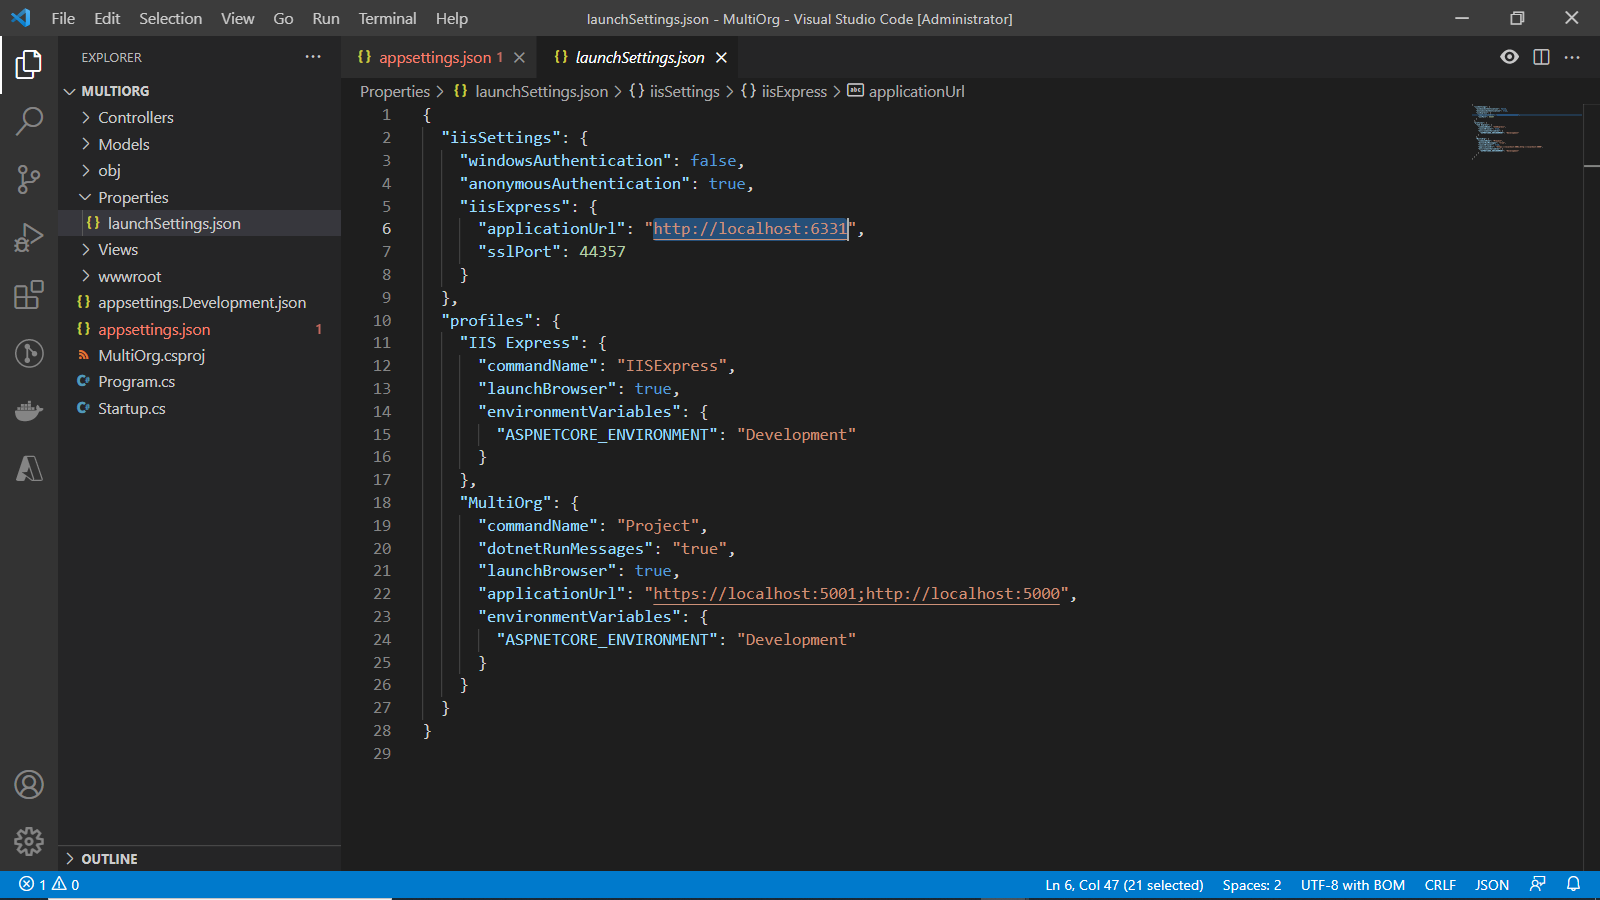 File Edit Selection View Go Run Terminal Help
launchSettings.json - MultiOrg - Visual Studio Code [Administrator]
EXPLORER
MULTIORG
Controllers
Models
obj
Properties
{} launchSettings.json
Views
wwwroot
{} appsettings.Development.json
{} appsettings.json 1
MultiOrg.csproj
C# Program.cs
C# Startup.cs
OUTLINE
{} appsettings.json 1
{} launchSettings.json
Properties > {} launchSettings.json > {} iisSettings > {} iisExpress > abc applicationUrl
1 {
2 "iisSettings": {
3 "windowsAuthentication": false,
4 "anonymousAuthentication": true,
5 "iisExpress": {
6 "applicationUrl": "http://localhost:6331",
7 "sslPort": 44357
8 }
9 },
10 "profiles": {
11 "IIS Express": {
12 "commandName": "IISExpress",
13 "launchBrowser": true,
14 "environmentVariables": {
15 "ASPNETCORE_ENVIRONMENT": "Development"
16 }
17 },
18 "MultiOrg": {
19 "commandName": "Project",
20 "dotnetRunMessages": "true",
21 "launchBrowser": true,
22 "applicationUrl": "https://localhost:5001;http://localhost:5000",
23 "environmentVariables": {
24 "ASPNETCORE_ENVIRONMENT": "Development"
25 }
26 }
27 }
28 }
29
1 0
Ln 6, Col 47 (21 selected) Spaces: 2 UTF-8 with BOM CRLF JSON